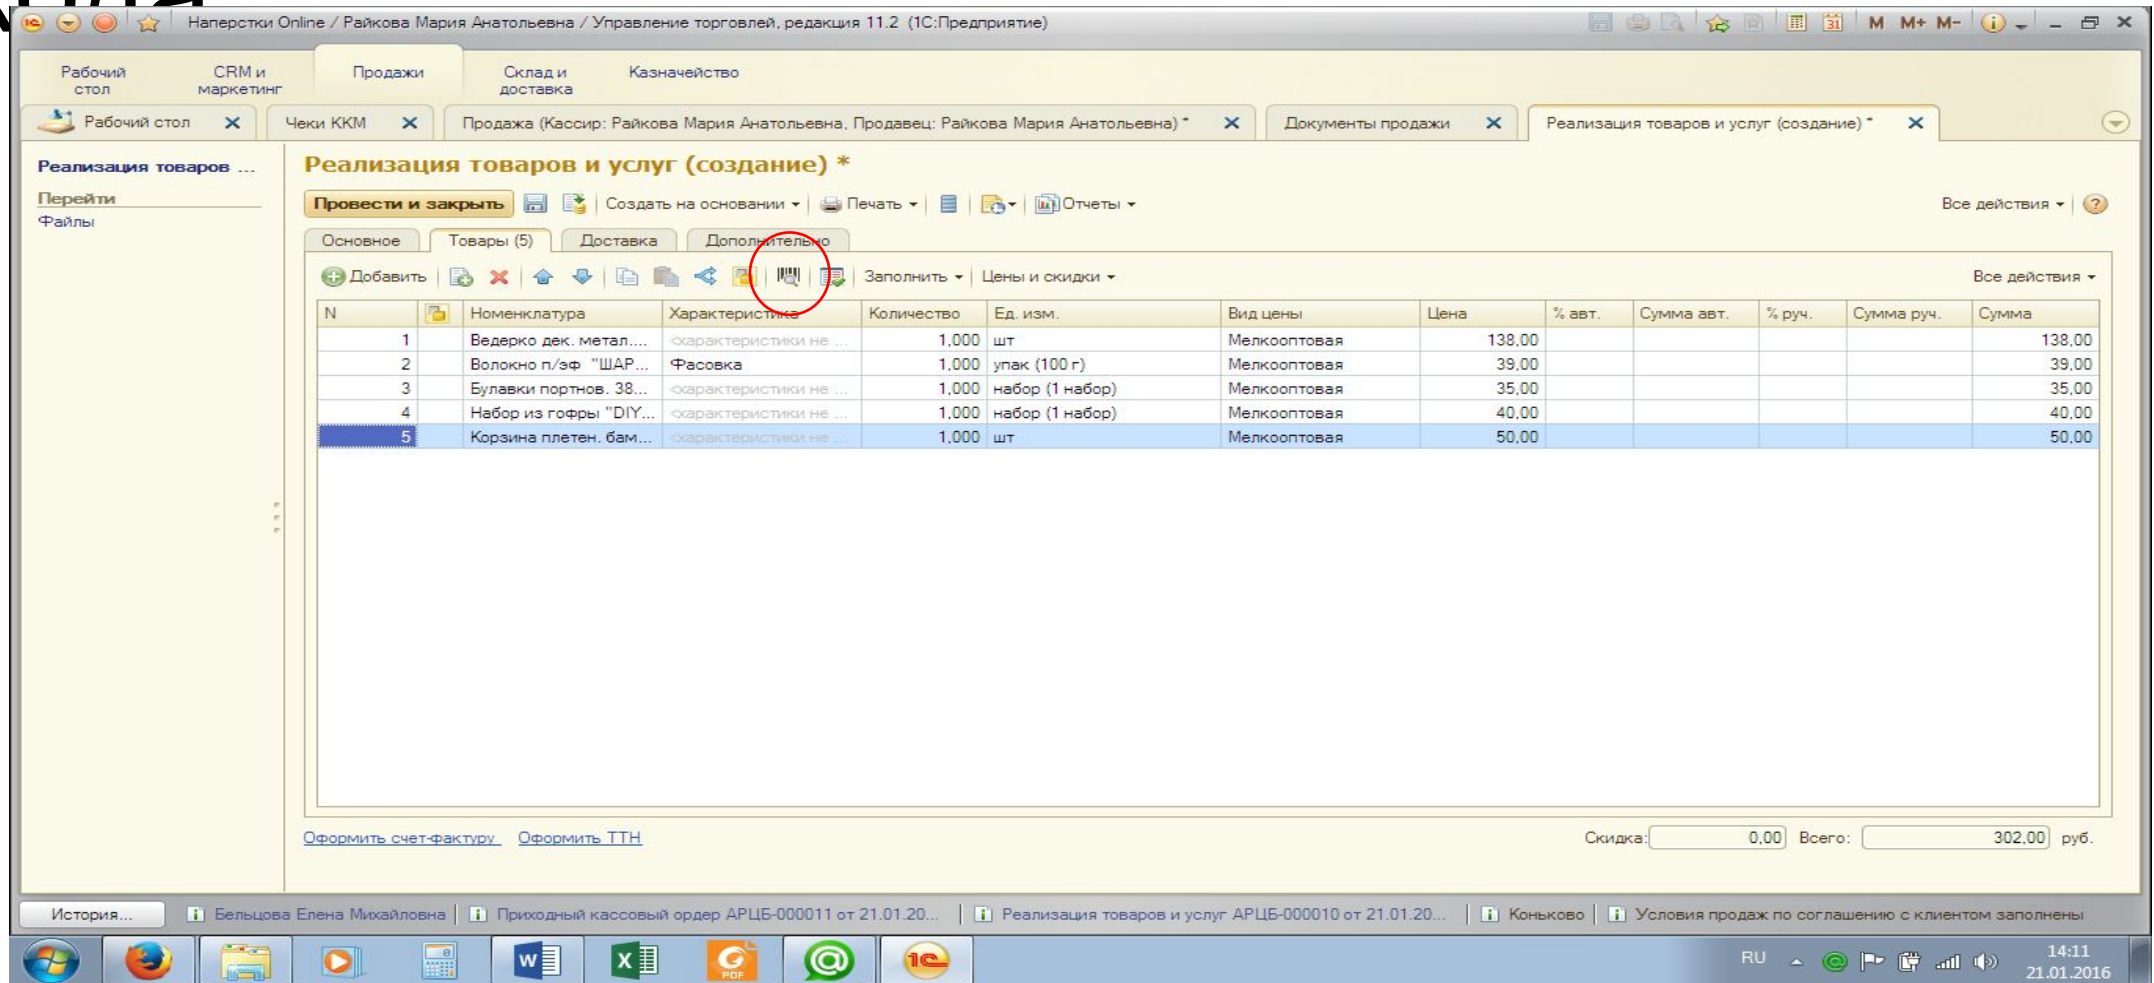 Наперстки Online / Райкова Мария Анатольевна / Управление торговлей, редакция 11.2 (1С:Предприятие)
31 M M+ M-
Рабочий стол CRM и маркетинг Продажи Склад и доставка Казначейство
Рабочий стол Чеки ККМ Продажа (Кассир: Райкова Мария Анатольевна, Продавец: Райкова Мария Анатольевна) * Документы продажи Реализация товаров и услуг (создание) *
Реализация товаров ...
Перейти
Файлы
Реализация товаров и услуг (создание) *
Провести и закрыть Создать на основании Печать Отчеты Все действия
Основное Товары (5) Доставка Дополнительно
Добавить Заполнить Цены и скидки Все действия
N Номенклатура Характеристика Количество Ед. изм. Вид цены Цена % авт. Сумма авт. % руч. Сумма руч. Сумма
1 Ведерко дек. метал.... <характеристики не ... 1,000 шт Мелкооптовая 138,00 138,00
2 Волокно п/эф "ШАР... Фасовка 1,000 упак (100 г) Мелкооптовая 39,00 39,00
3 Булавки портнов. 38... <характеристики не ... 1,000 набор (1 набор) Мелкооптовая 35,00 35,00
4 Набор из гофры "DIY... <характеристики не ... 1,000 набор (1 набор) Мелкооптовая 40,00 40,00
5 Корзина плетен. бам... <характеристики не ... 1,000 шт Мелкооптовая 50,00 50,00
Оформить счет-фактуру Оформить ТТН Скидка: 0,00 Всего: 302,00 руб.
История... Бельцова Елена Михайловна Приходный кассовый ордер АРЦБ-000011 от 21.01.20... Реализация товаров и услуг АРЦБ-000010 от 21.01.20... Коньково Условия продаж по соглашению с клиентом заполнены
RU 14:11
21.01.2016